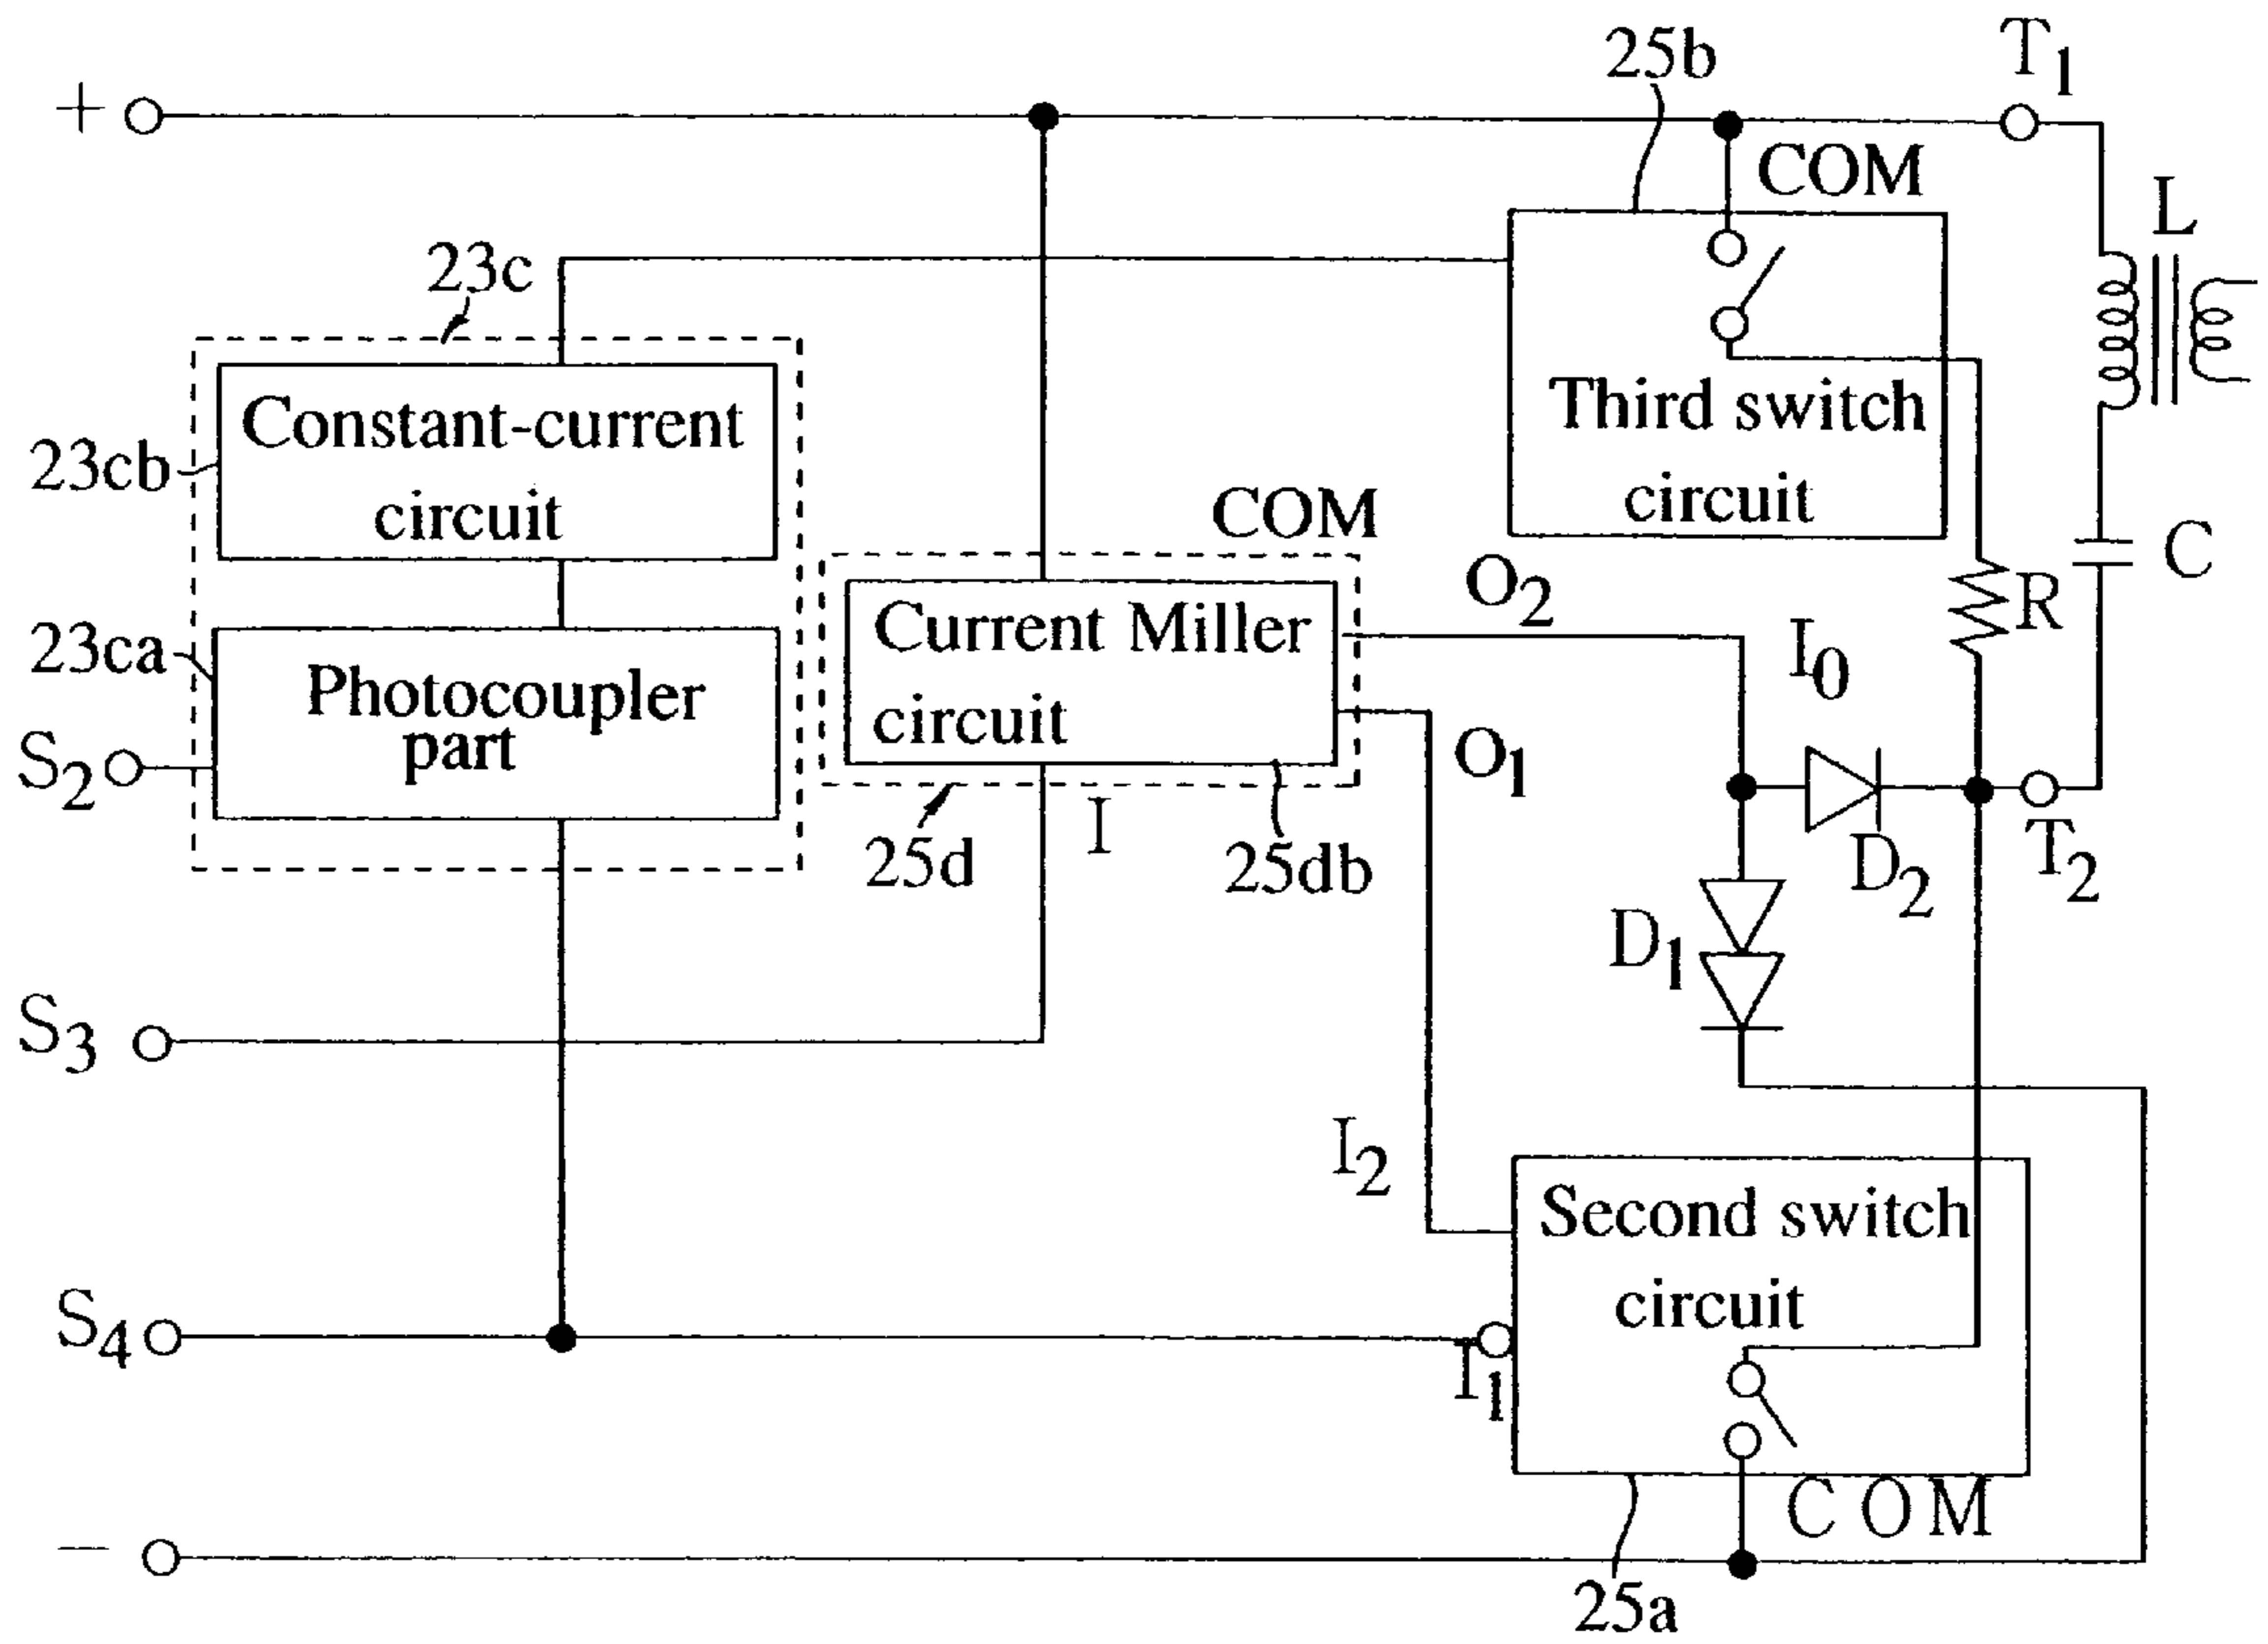 25b
T1
+
COM
L
23c
Constant-current
circuit
23cb
Third switch
circuit
COM
C
O2
R
Current Miller
circuit
I0
23ca
Photocoupler
part
S2
O1
I
25d
25db
D2
T2
D1
S3
I2
Second switch
circuit
S4
I1
COM
−
25a